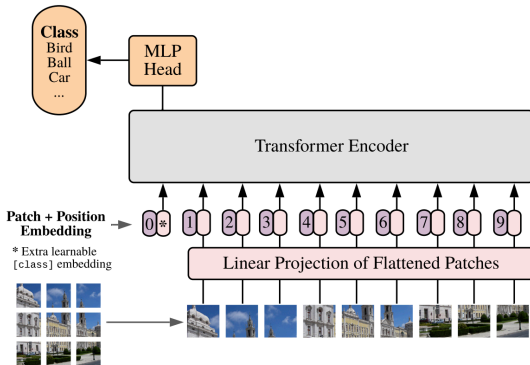 Class
Bird
Ball
Car
...
MLP
Head
Transformer Encoder
Patch + Position
Embedding
0 * 1 2 3 4 5 6 7 8 9
* Extra learnable
[class] embedding
Linear Projection of Flattened Patches